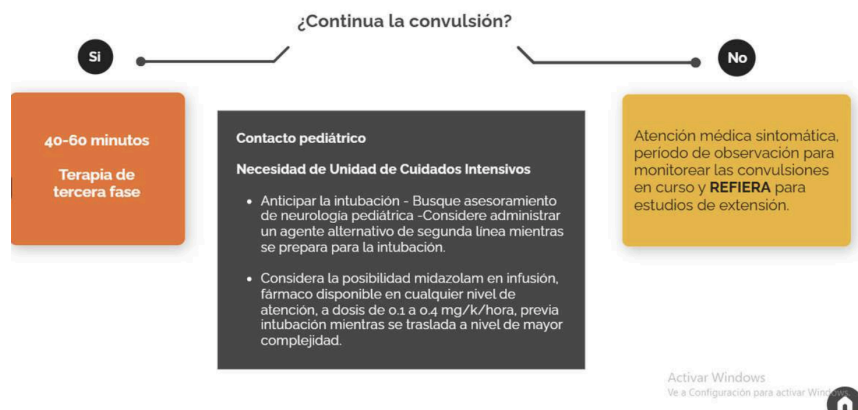 ¿Continua la convulsión?
Si
No
40-60 minutos
Terapia de
tercera fase
Contacto pediátrico
Necesidad de Unidad de Cuidados Intensivos
• Anticipar la intubación - Busque asesoramiento
de neurología pediátrica -Considere administrar
un agente alternativo de segunda línea mientras
se prepara para la intubación.
• Considera la posibilidad midazolam en infusión,
fármaco disponible en cualquier nivel de
atención, a dosis de 0.1 a 0.4 mg/k/hora, previa
intubación mientras se traslada a nivel de mayor
complejidad.
Atención médica sintomática,
período de observación para
monitorear las convulsiones
en curso y REFIERA para
estudios de extensión.
Activar Windows
Ve a Configuración para activar Windows